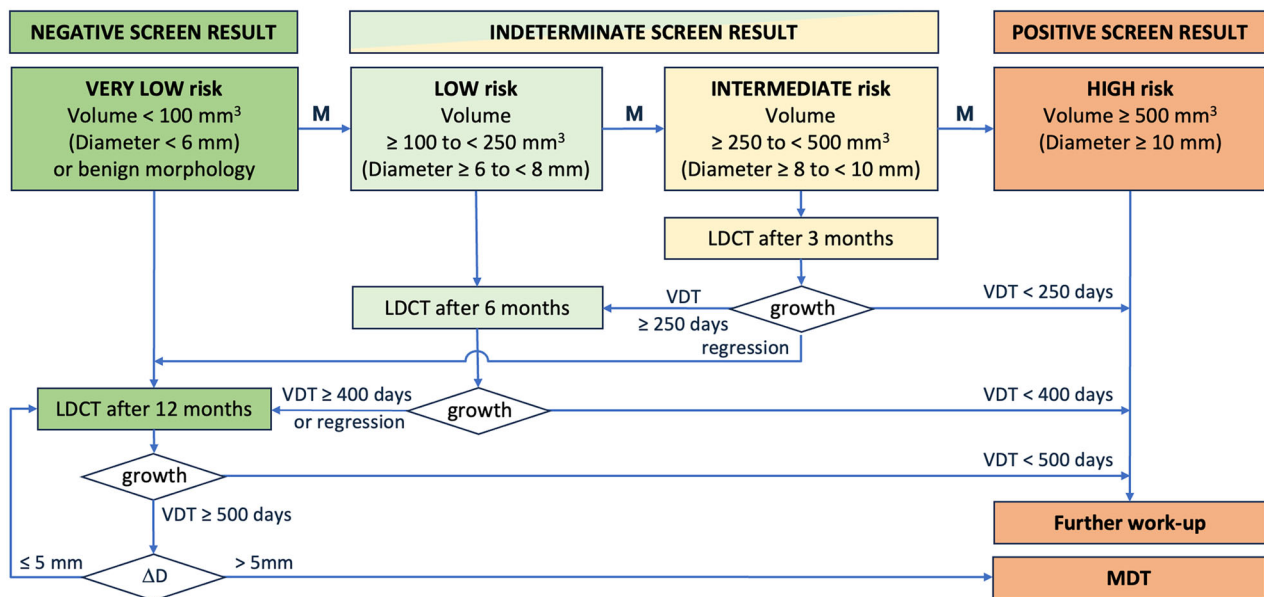 NEGATIVE SCREEN RESULT
INDETERMINATE SCREEN RESULT
POSITIVE SCREEN RESULT
VERY LOW risk
Volume < 100 mm³
(Diameter < 6 mm)
or benign morphology
M
LOW risk
Volume
≥ 100 to < 250 mm³
(Diameter ≥ 6 to < 8 mm)
M
INTERMEDIATE risk
Volume
≥ 250 to < 500 mm³
(Diameter ≥ 8 to < 10 mm)
M
HIGH risk
Volume ≥ 500 mm³
(Diameter ≥ 10 mm)
LDCT after 3 months
LDCT after 6 months
VDT
≥ 250 days
growth
VDT < 250 days
regression
LDCT after 12 months
VDT ≥ 400 days
or regression
growth
VDT < 400 days
growth
VDT < 500 days
VDT ≥ 500 days
Further work-up
≤ 5 mm
ΔD
> 5mm
MDT